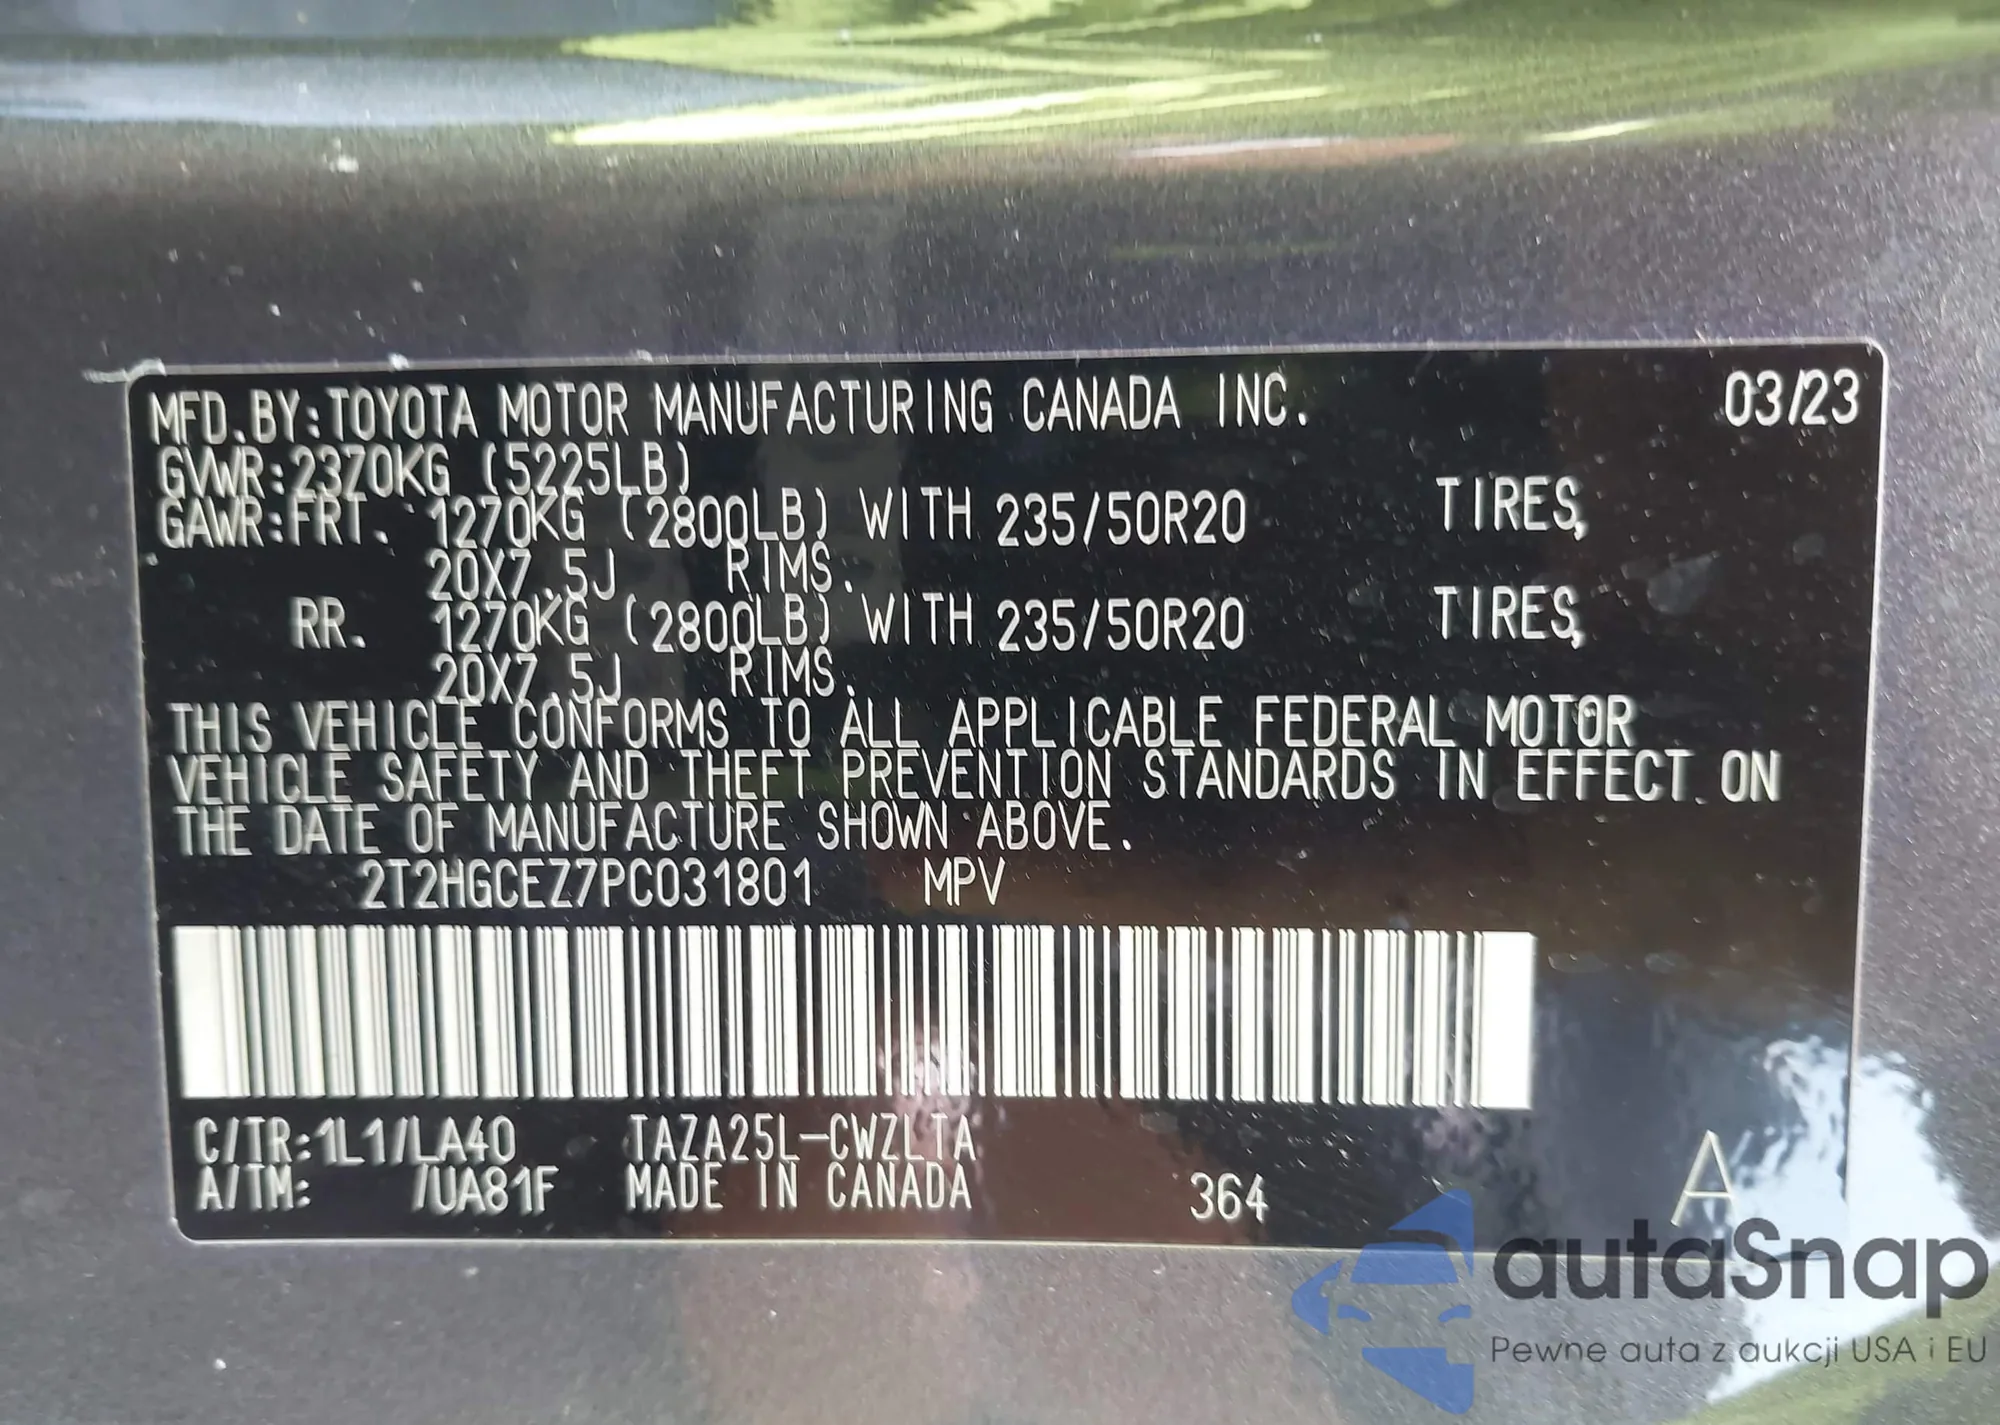 MFD.BY:TOYOTA MOTOR MANUFACTURING CANADA INC. 03/23
GVWR:2370KG (5225LB)
GAWR:FRT. 1270KG (2800LB) WITH 235/50R20 TIRES,
20X7.5J RIMS.
RR. 1270KG (2800LB) WITH 235/50R20 TIRES,
20X7.5J RIMS.
THIS VEHICLE CONFORMS TO ALL APPLICABLE FEDERAL MOTOR
VEHICLE SAFETY AND THEFT PREVENTION STANDARDS IN EFFECT ON
THE DATE OF MANUFACTURE SHOWN ABOVE.
2T2HGCEZ7PC031801 MPV
C/TR:1L1/LA40 TAZA25L-CWZLTA
A/TM: /UA81F MADE IN CANADA 364 A
autaSnap
Pewne auta z aukcji USA i EU